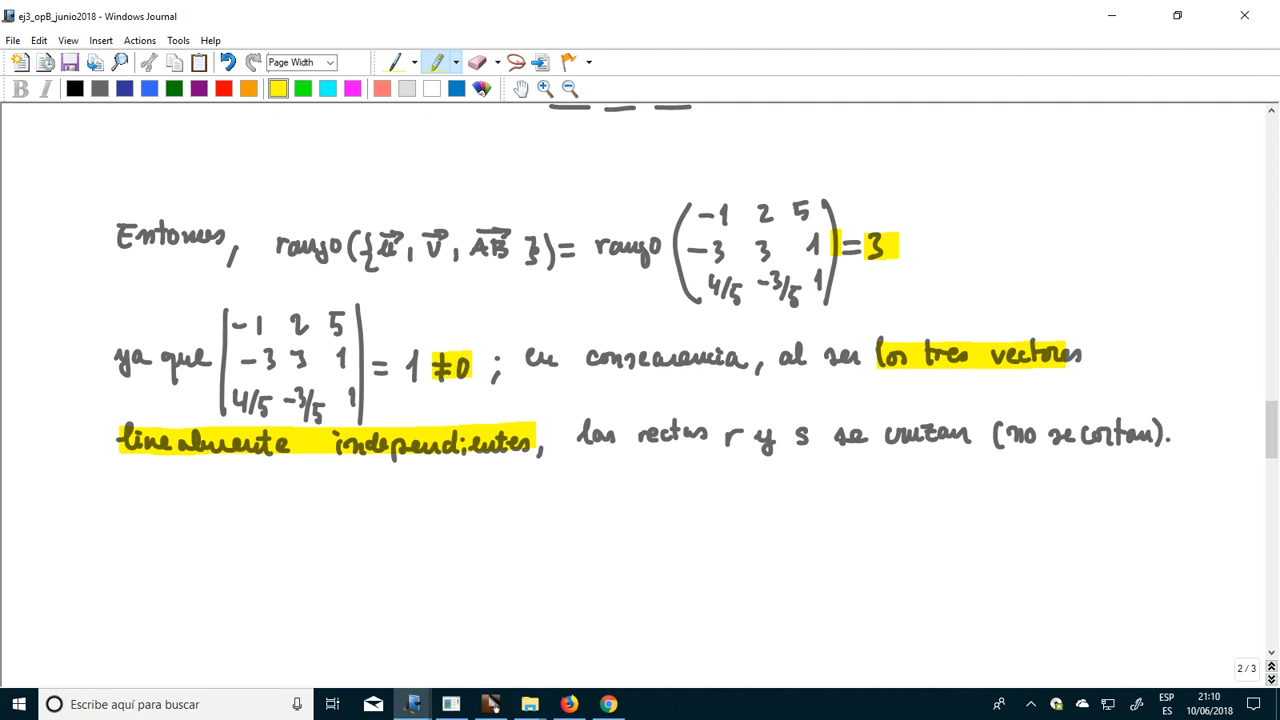 ej3_opB_junio2018 - Windows Journal
File Edit View Insert Actions Tools Help
Page Width
B I
Entonces, rango({u⃗, v⃗, AB⃗}) = rango ( -1 2 5
-3 3 1
4/5 -3/5 1 ) = 3
ya que | -1 2 5
-3 3 1
4/5 -3/5 1 | = 1 ≠ 0 ; en consecuencia, al ser los tres vectores
linealmente independientes, las rectas r y s se cruzan (no se cortan).
2 / 3
Escribe aquí para buscar
ESP
ES
21:10
10/06/2018